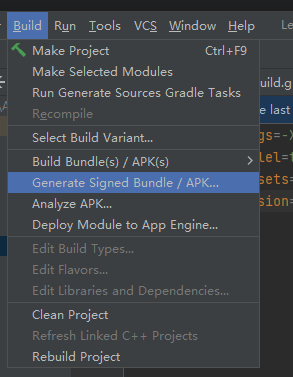 Build Run Tools VCS Window Help Le
Make Project Ctrl+F9
Make Selected Modules
Run Generate Sources Gradle Tasks
Recompile
Select Build Variant...
Build Bundle(s) / APK(s)
Generate Signed Bundle / APK...
Analyze APK...
Deploy Module to App Engine...
Edit Build Types...
Edit Flavors...
Edit Libraries and Dependencies...
Clean Project
Refresh Linked C++ Projects
Rebuild Project
uild.g
e last
gs=-X
sets=
sion=